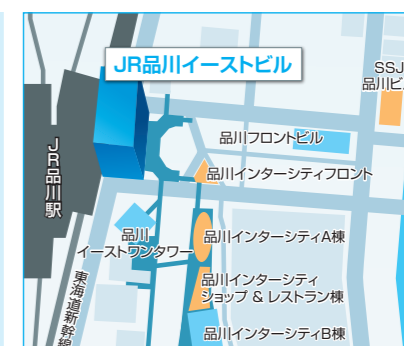 JR品川イーストビル
SSJ
品川ビ
品川フロントビル
JR品川駅
品川インターシティフロント
品川
イーストワンタワー
品川インターシティA棟
品川インターシティ
ショップ & レストラン棟
東海道新幹線
品川インターシティB棟